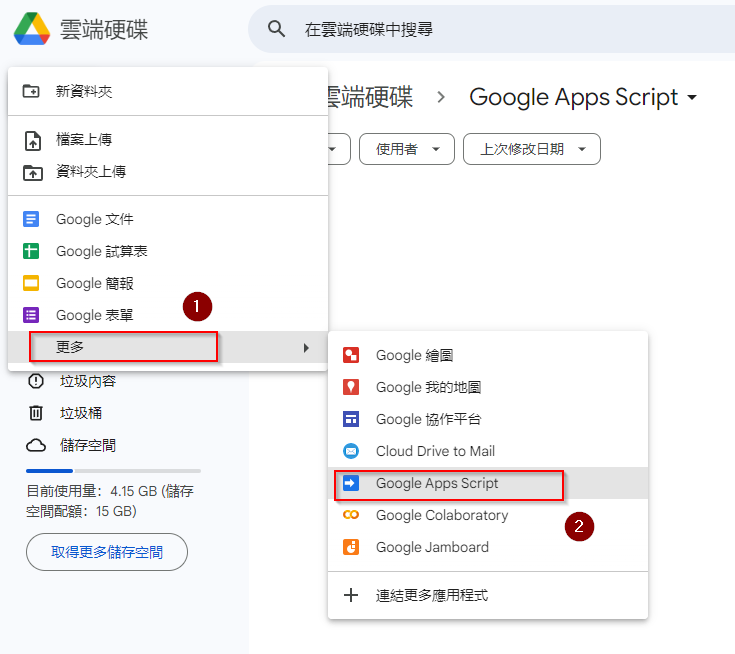 雲端硬碟
在雲端硬碟中搜尋
新資料夾
檔案上傳
資料夾上傳
Google 文件
Google 試算表
Google 簡報
Google 表單
更多
1
雲端硬碟 > Google Apps Script
使用者
上次修改日期
Google 繪圖
Google 我的地圖
Google 協作平台
Cloud Drive to Mail
Google Apps Script
Google Colaboratory
2
Google Jamboard
連結更多應用程式
垃圾內容
垃圾桶
儲存空間
目前使用量：4.15 GB (儲存
空間配額：15 GB)
取得更多儲存空間